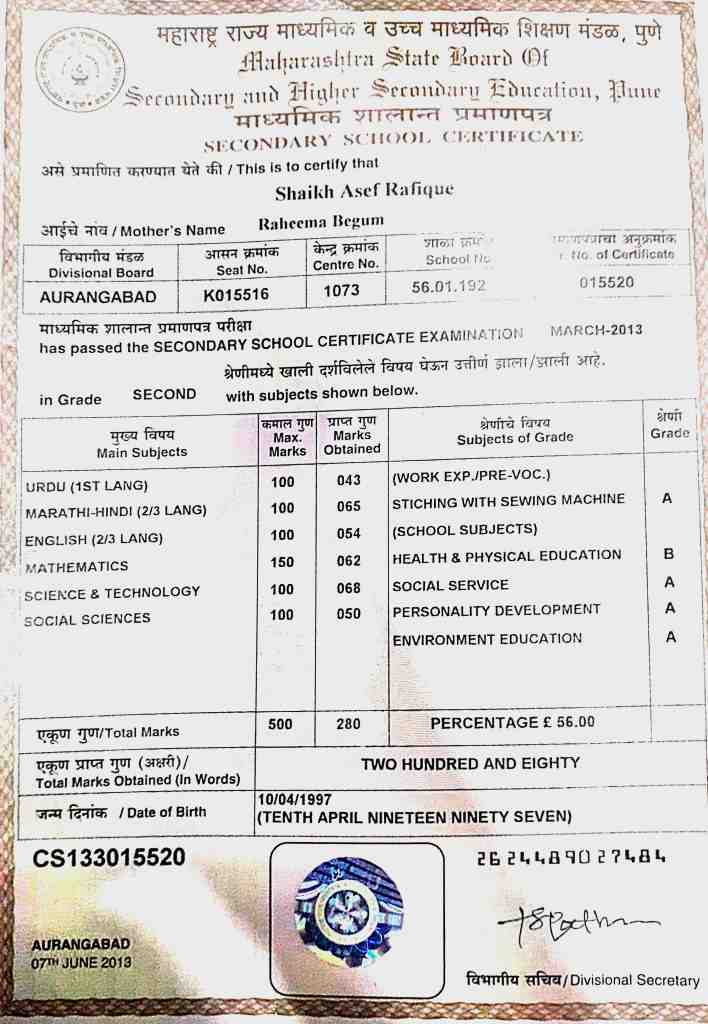 महाराष्ट्र राज्य माध्यमिक व उच्च माध्यमिक शिक्षण मंडळ, पुणे
Maharashtra State Board Of
Secondary and Higher Secondary Education, Pune
माध्यमिक शालान्त प्रमाणपत्र
SECONDARY SCHOOL CERTIFICATE
असे प्रमाणित करण्यात येते की / This is to certify that
Shaikh Asef Rafique
आईचे नांव / Mother's Name Raheema Begum
विभागीय मंडळ आसन क्रमांक केन्द्र क्रमांक शाळा अनुक्रमांक
Divisional Board Seat No. Centre No. School No of Certificate
AURANGABAD K015516 1073 56.01.192 015520
माध्यमिक शालान्त प्रमाणपत्र परीक्षा
has passed the SECONDARY SCHOOL CERTIFICATE EXAMINATION MARCH-2013
श्रेणीमध्ये खाली दर्शविलेले विषय घेऊन उत्तीर्ण झाला/झाली आहे.
in Grade SECOND with subjects shown below.
मुख्य विषय कमाल गुण प्राप्त गुण श्रेणीचे विषय श्रेणी
Main Subjects Max. Marks Marks Obtained Subjects of Grade Grade
URDU (1ST LANG) 100 043 (WORK EXP./PRE-VOC.)
MARATHI-HINDI (2/3 LANG) 100 065 STICHING WITH SEWING MACHINE A
ENGLISH (2/3 LANG) 100 054 (SCHOOL SUBJECTS)
MATHEMATICS 150 062 HEALTH & PHYSICAL EDUCATION B
SCIENCE & TECHNOLOGY 100 068 SOCIAL SERVICE A
SOCIAL SCIENCES 100 050 PERSONALITY DEVELOPMENT A
ENVIRONMENT EDUCATION A
एकूण गुण/Total Marks 500 280 PERCENTAGE £ 56.00
एकूण प्राप्त गुण (अक्षरी)/
Total Marks Obtained (In Words) TWO HUNDRED AND EIGHTY
जन्म दिनांक / Date of Birth 10/04/1997
(TENTH APRIL NINETEEN NINETY SEVEN)
CS133015520 2624489027484
AURANGABAD
07TH JUNE 2013
विभागीय सचिव/Divisional Secretary